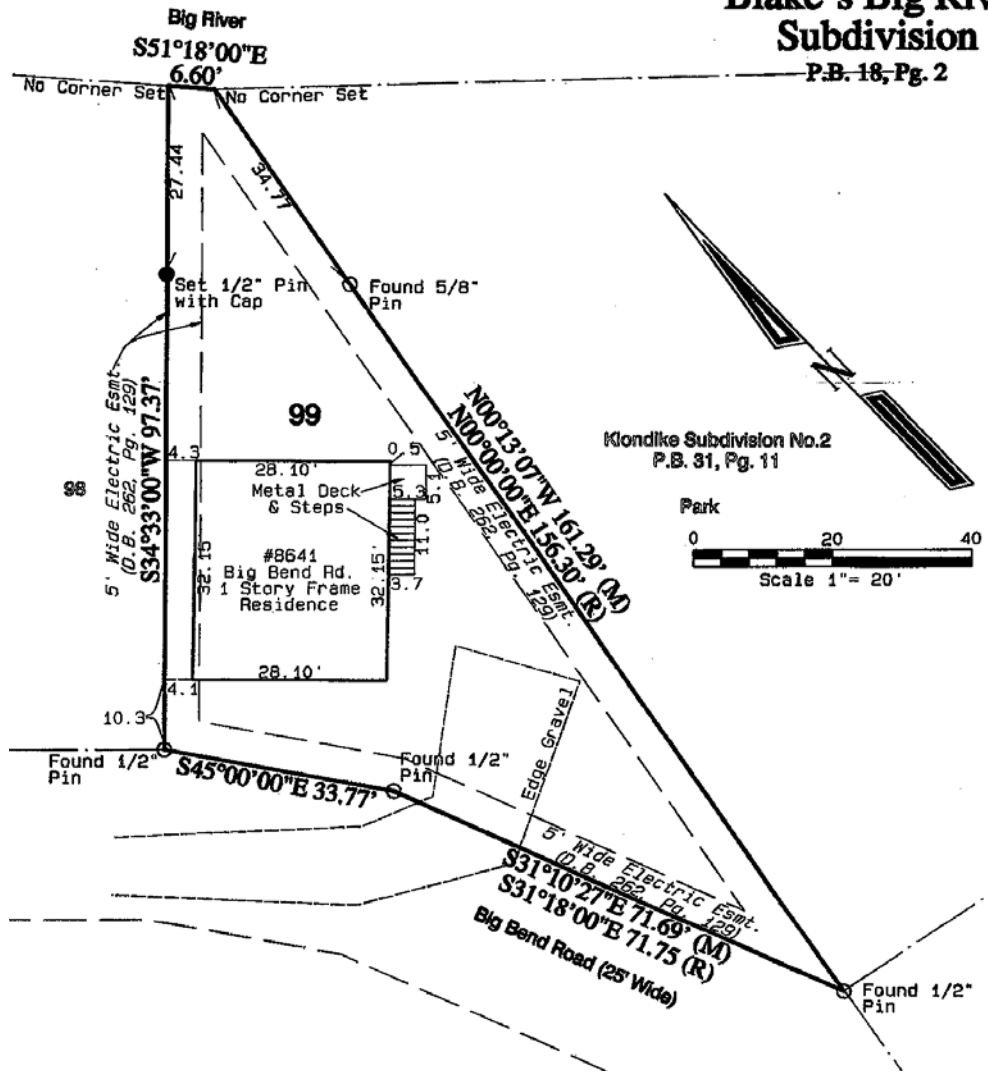 Big River
Subdivision
P.B. 18, Pg. 2
S51°18'00"E
6.60'
No Corner Set
No Corner Set
27.44
34.77
Set 1/2" Pin
with Cap
Found 5/8"
Pin
5' Wide Electric Esmt.
(D.B. 262, Pg. 129)
S34°33'00"W 97.37'
98
99
N00°13'07"W 161.29' (M)
N00°00'00"E 156.30' (R)
5' Wide Electric Esmt.
(D.B. 262, Pg. 129)
N
Klondike Subdivision No.2
P.B. 31, Pg. 11
Park
0 20 40
Scale 1"= 20'
4.3
28.10'
0.5
Metal Deck
& Steps
5.3
5.1
11.0
3.7
32.15'
#8641
Big Bend Rd.
1 Story Frame
Residence
32.15'
28.10'
4.1
10.3
Found 1/2"
Pin
S45°00'00"E 33.77'
Found 1/2"
Pin
Edge Gravel
5' Wide Electric Esmt.
(D.B. 262, Pg. 129)
S31°10'27"E 71.69' (M)
S31°18'00"E 71.75 (R)
Big Bend Road (25' Wide)
Found 1/2"
Pin